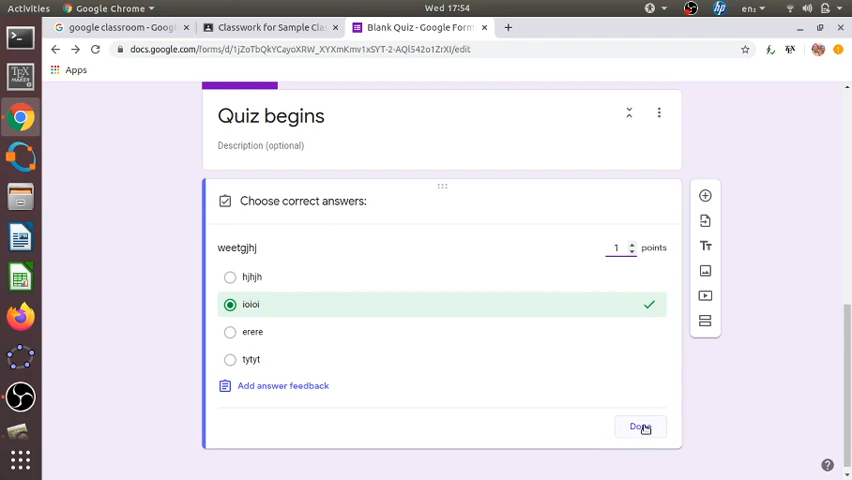 Activities Google Chrome Wed 17:54 en₂
google classroom - Goog Classwork for Sample Cla Blank Quiz - Google Form
docs.google.com/forms/d/1jZoTbQkYCayoXRW_XYXmKmv1xSYT-2-AQl542o1ZrXI/edit
Apps
Quiz begins
Description (optional)
Choose correct answers:
weetgjhj 1 points
hjhjh
ioioi
erere
tytyt
Add answer feedback
Done